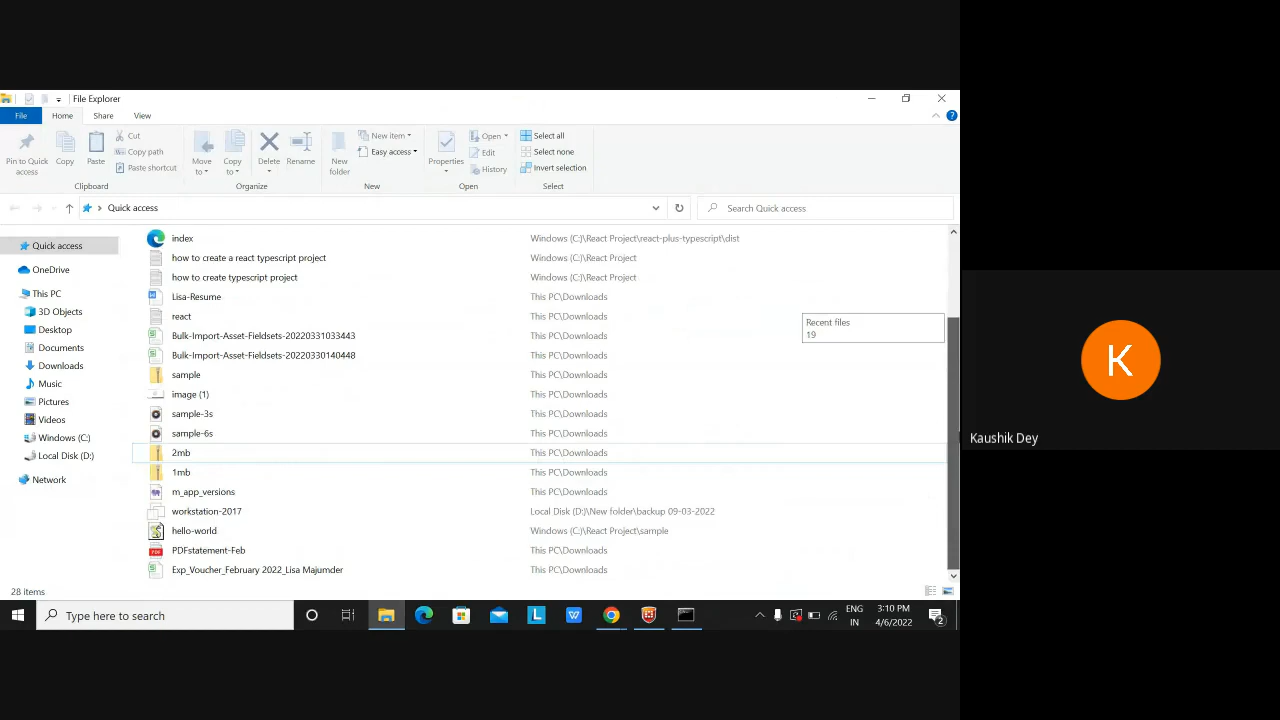 File Explorer
File
Home
Share
View
Pin to Quick access
Copy
Paste
Cut
Copy path
Paste shortcut
Clipboard
Move to
Copy to
Delete
Rename
Organize
New folder
New item
Easy access
New
Properties
Open
Edit
History
Open
Select all
Select none
Invert selection
Select
Quick access
Search Quick access
Quick access
OneDrive
This PC
3D Objects
Desktop
Documents
Downloads
Music
Pictures
Videos
Windows (C:)
Local Disk (D:)
Network
index Windows (C:)\React Project\react-plus-typescript\dist
how to create a react typescript project Windows (C:)\React Project
how to create typescript project Windows (C:)\React Project
Lisa-Resume This PC\Downloads
react This PC\Downloads
Bulk-Import-Asset-Fieldsets-20220331033443 This PC\Downloads
Bulk-Import-Asset-Fieldsets-20220330140448 This PC\Downloads
sample This PC\Downloads
image (1) This PC\Downloads
sample-3s This PC\Downloads
sample-6s This PC\Downloads
2mb This PC\Downloads
1mb This PC\Downloads
m_app_versions This PC\Downloads
workstation-2017 Local Disk (D:)\New folder\backup 09-03-2022
hello-world Windows (C:)\React Project\sample
PDFstatement-Feb This PC\Downloads
Exp_Voucher_February 2022_Lisa Majumder This PC\Downloads
Recent files
19
28 items
Type here to search
L
W
ENG
IN
3:10 PM
4/6/2022
2
K
Kaushik Dey